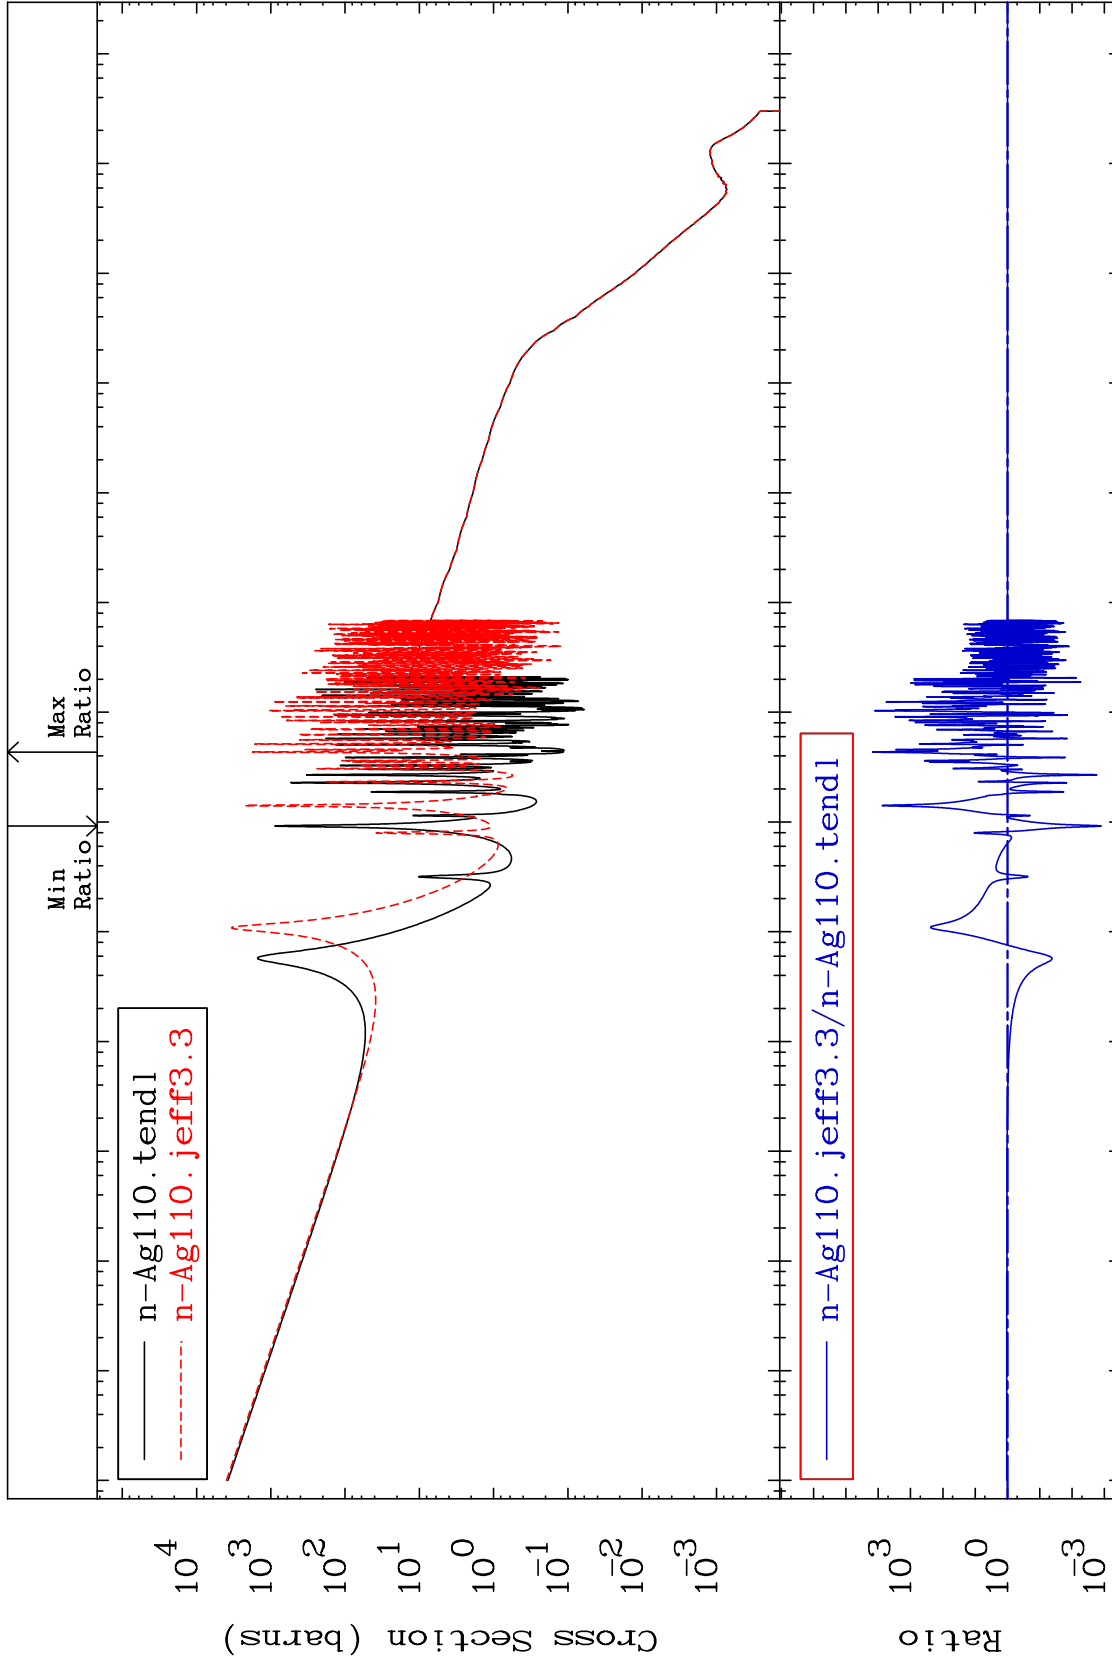 Min
Ratio
Max
Ratio
n-Ag110.tendl
n-Ag110.jeff3.3
10^4
10^3
10^2
10^1
10^0
10^-1
10^-2
10^-3
Cross Section (barns)
n-Ag110.jeff3.3/n-Ag110.tendl
10^3
10^0
10^-3
Ratio